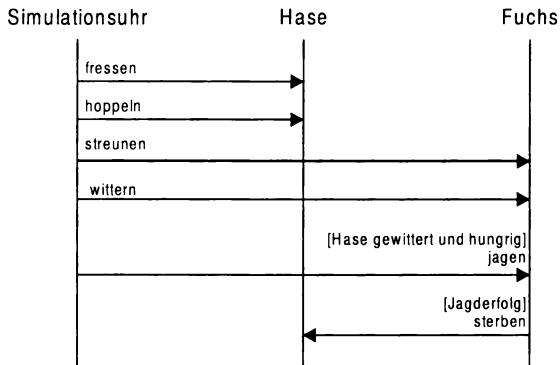 Simulationsuhr Hase Fuchs
fressen
hoppeln
streunen
wittern
[Hase gewittert und hungrig]
jagen
[Jagderfolg]
sterben